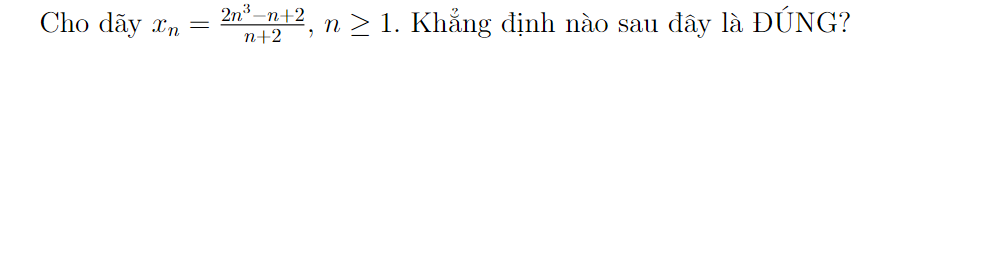 Cho dãy $x_n = \frac{2n^3-n+2}{n+2}$, $n \geq 1$. Khẳng định nào sau đây là ĐÚNG?